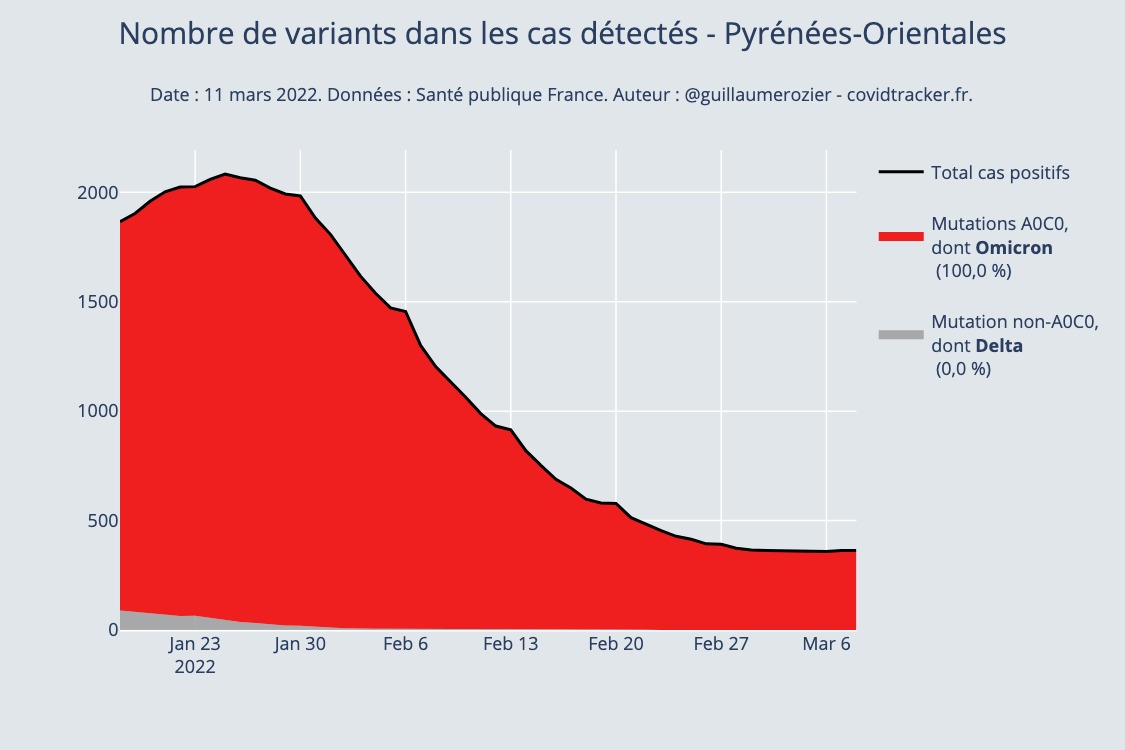 Nombre de variants dans les cas détectés - Pyrénées-Orientales
Date : 11 mars 2022. Données : Santé publique France. Auteur : @guillaumerozier - covidtracker.fr.
2000
1500
1000
500
0
Jan 23
2022
Jan 30
Feb 6
Feb 13
Feb 20
Feb 27
Mar 6
Total cas positifs
Mutations A0C0,
dont Omicron
(100,0 %)
Mutation non-A0C0,
dont Delta
(0,0 %)